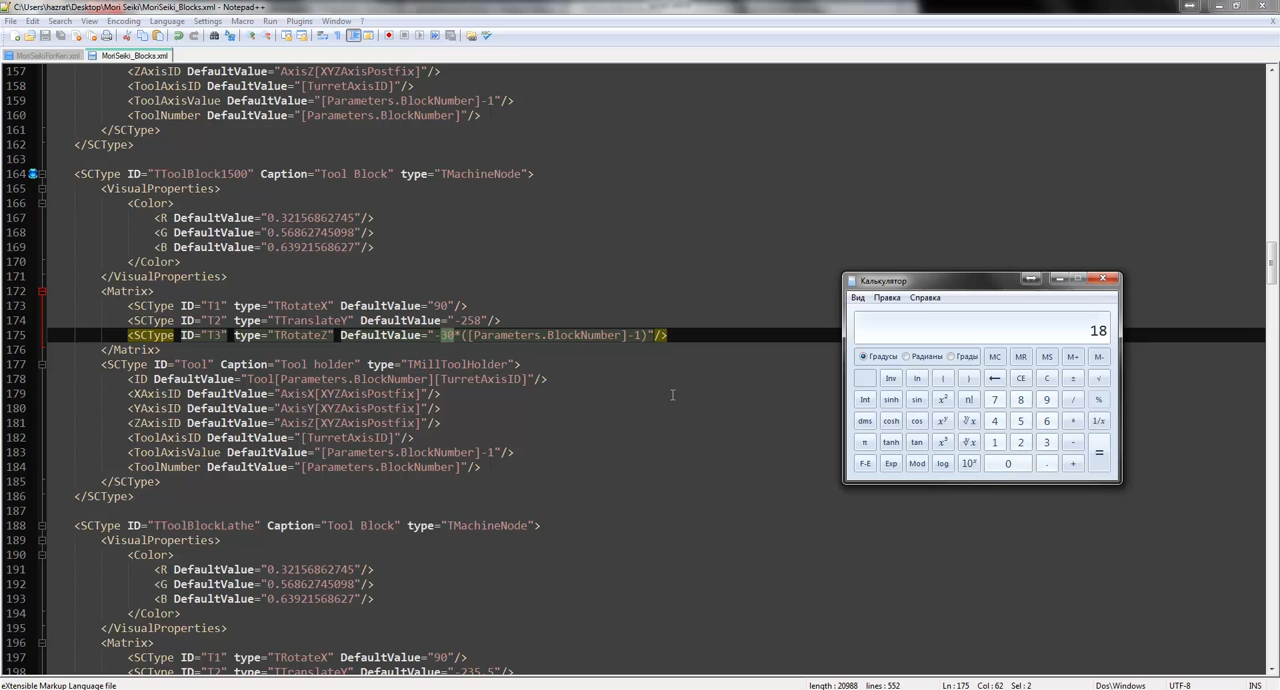 C:\Users\hazrat\Desktop\Mori Seiki\MoriSeiki_Blocks.xml - Notepad++
File Edit Search View Encoding Language Settings Macro Run Plugins Window ?
MoriSeikiForKen.xml MoriSeiki_Blocks.xml
157 <ZAxisID DefaultValue="AxisZ[XYZAxisPostfix]"/>
158 <ToolAxisID DefaultValue="[TurretAxisID]"/>
159 <ToolAxisValue DefaultValue="[Parameters.BlockNumber]-1"/>
160 <ToolNumber DefaultValue="[Parameters.BlockNumber]"/>
161 </SCType>
162 </SCType>
163
164 <SCType ID="TToolBlock1500" Caption="Tool Block" type="TMachineNode">
165 <VisualProperties>
166 <Color>
167 <R DefaultValue="0.32156862745"/>
168 <G DefaultValue="0.56862745098"/>
169 <B DefaultValue="0.63921568627"/>
170 </Color>
171 </VisualProperties>
172 <Matrix>
173 <SCType ID="T1" type="TRotateX" DefaultValue="90"/>
174 <SCType ID="T2" type="TTranslateY" DefaultValue="-258"/>
175 <SCType ID="T3" type="TRotateZ" DefaultValue="-30*([Parameters.BlockNumber]-1)"/>
176 </Matrix>
177 <SCType ID="Tool" Caption="Tool holder" type="TMillToolHolder">
178 <ID DefaultValue="Tool[Parameters.BlockNumber][TurretAxisID]"/>
179 <XAxisID DefaultValue="AxisX[XYZAxisPostfix]"/>
180 <YAxisID DefaultValue="AxisY[XYZAxisPostfix]"/>
181 <ZAxisID DefaultValue="AxisZ[XYZAxisPostfix]"/>
182 <ToolAxisID DefaultValue="[TurretAxisID]"/>
183 <ToolAxisValue DefaultValue="[Parameters.BlockNumber]-1"/>
184 <ToolNumber DefaultValue="[Parameters.BlockNumber]"/>
185 </SCType>
186 </SCType>
187
188 <SCType ID="TToolBlockLathe" Caption="Tool Block" type="TMachineNode">
189 <VisualProperties>
190 <Color>
191 <R DefaultValue="0.32156862745"/>
192 <G DefaultValue="0.56862745098"/>
193 <B DefaultValue="0.63921568627"/>
194 </Color>
195 </VisualProperties>
196 <Matrix>
197 <SCType ID="T1" type="TRotateX" DefaultValue="90"/>
198 <SCType ID="T2" type="TTranslateY" DefaultValue="-235.5"/>
Калькулятор
Вид Правка Справка
18
Градусы Радианы Грады MC MR MS M+ M-
Inv ln ( ) ← CE C ± √
Int sinh sin x² n! 7 8 9 / %
dms cosh cos xʸ ʸ√x 4 5 6 * 1/x
π tanh tan x³ ³√x 1 2 3 - =
F-E Exp Mod log 10ˣ 0 . +
eXtensible Markup Language file length : 20988 lines : 552 Ln : 175 Col : 62 Sel : 2 Dos\Windows UTF-8 INS